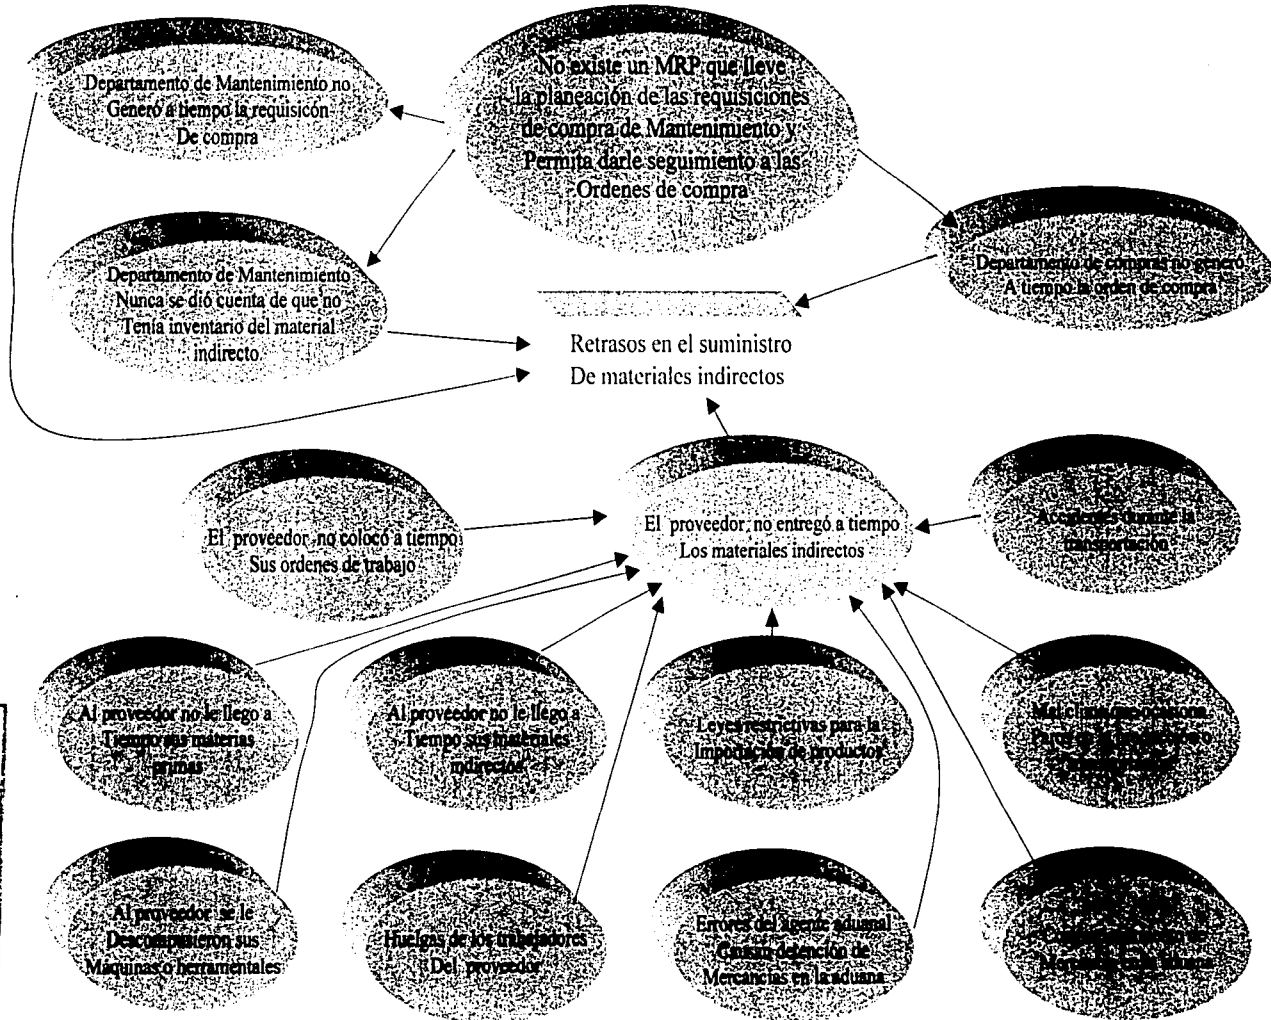 Departamento de Mantenimiento no
Generó a tiempo la requisicón
De compra
No existe un MRP que lleve
la planeación de las requisiciones
de compra de Mantenimiento y
Permita darle seguimiento a las
Ordenes de compra
Departamento de Mantenimiento
Nunca se dió cuenta de que no
Tenía inventario del material
indirecto
Departamento de compras no generó
A tiempo la orden de compra
Retrasos en el suministro
De materiales indirectos
El proveedor no colocó a tiempo
Sus ordenes de trabajo
El proveedor no entregó a tiempo
Los materiales indirectos
Accidentes durante la
transportación
Al proveedor no le llego a
Tiempo sus materias
primas
Al proveedor no le llego a
Tiempo sus materiales
indirectos
Leyes restrictivas para la
Importación de productos
Mal clima que ocasiona
Al proveedor se le
Descompusieron sus
Maquinas o herramentales
Huelgas de los trabajadores
Del proveedor
Errores del agente aduanal
Causan detención de
Mercancías en la aduana